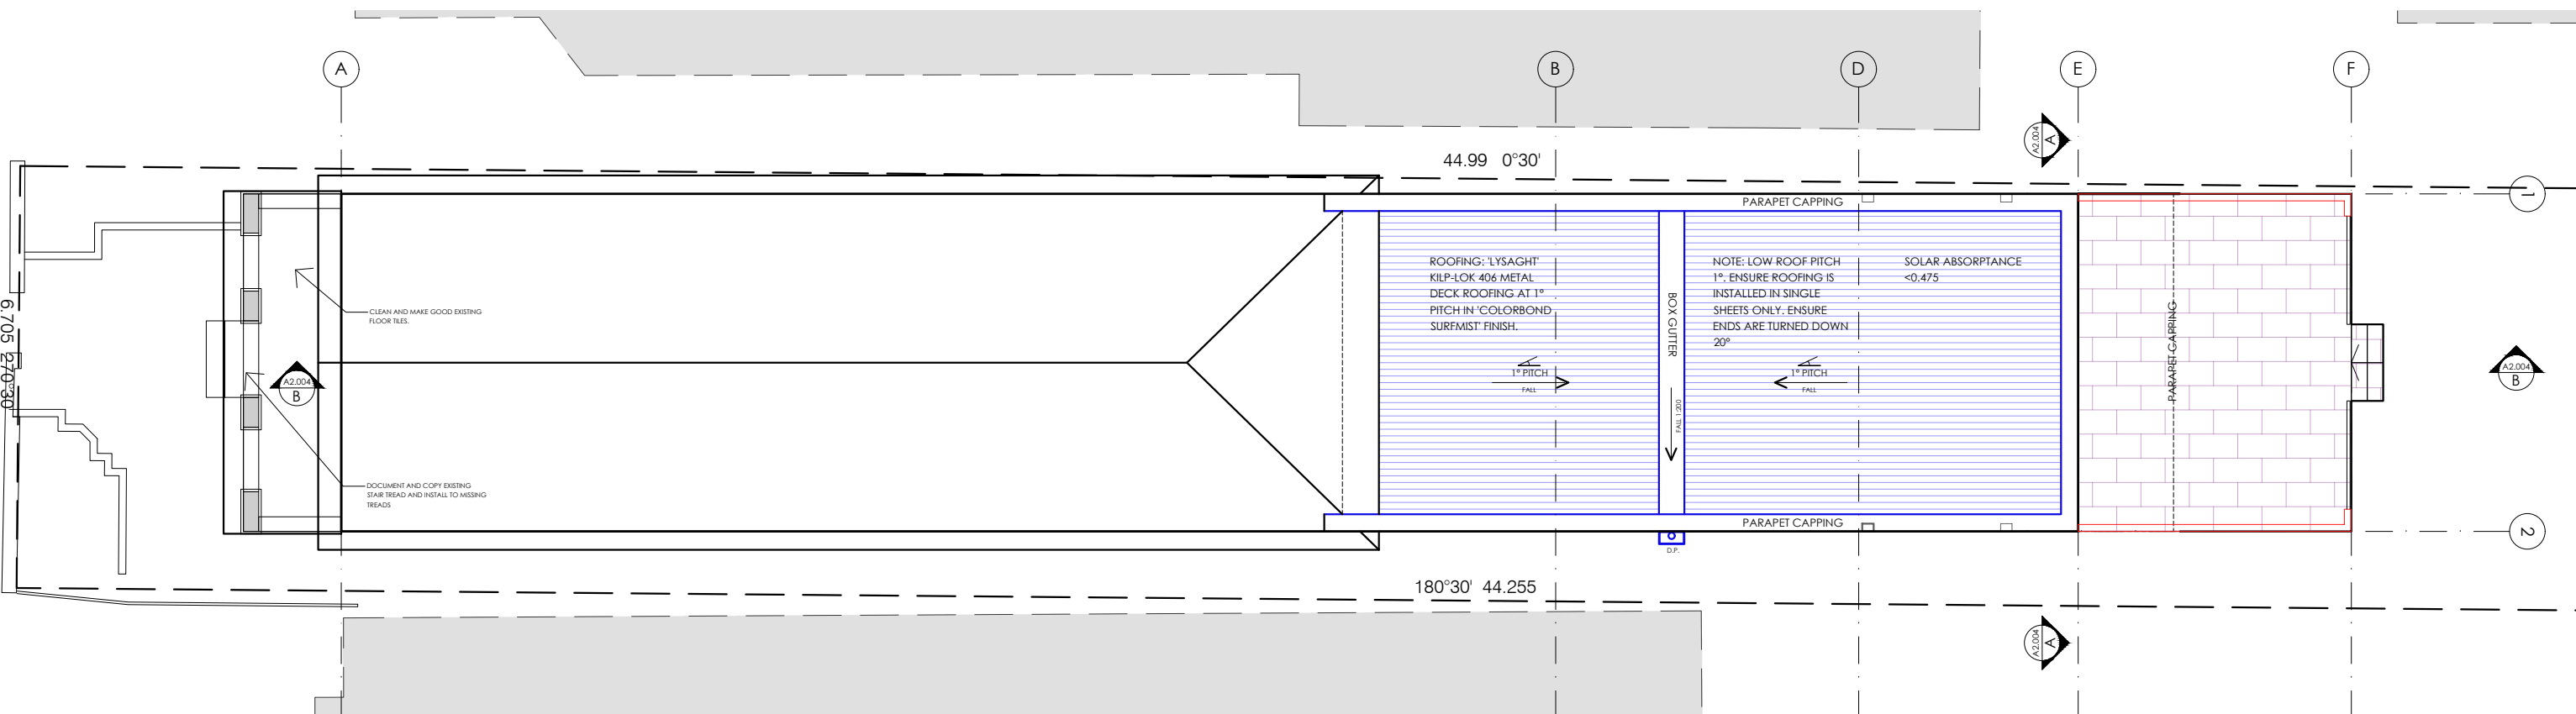 A
B
D
E
F
A2.004
A
44.99 0°30'
1
PARAPET CAPPING
ROOFING: 'LYSAGHT'
KILP-LOK 406 METAL
DECK ROOFING AT 1°
PITCH IN 'COLORBOND
SURFMIST' FINISH.
NOTE: LOW ROOF PITCH
1°. ENSURE ROOFING IS
INSTALLED IN SINGLE
SHEETS ONLY. ENSURE
ENDS ARE TURNED DOWN
20°
SOLAR ABSORPTANCE
<0.475
CLEAN AND MAKE GOOD EXISTING
FLOOR TILES.
BOX GUTTER
PARAPET CAPPING
6.705 270°30'
A2.004
B
1° PITCH
FALL
1° PITCH
FALL
FALL 1:200
A2.004
B
DOCUMENT AND COPY EXISTING
STAIR TREAD AND INSTALL TO MISSING
TREADS
PARAPET CAPPING
D.P.
2
180°30' 44.255
A2.004
A